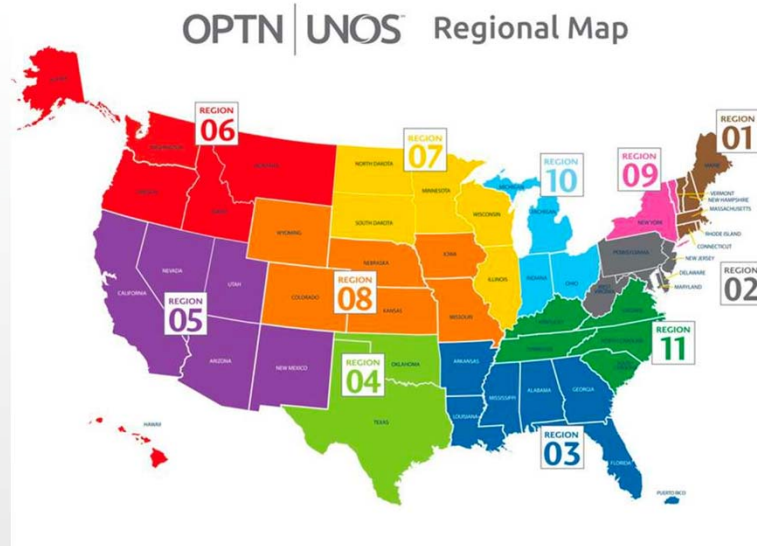 OPTN | UNOS™ Regional Map
REGION
06
REGION
07
REGION
10
REGION
09
REGION
01
REGION
05
REGION
08
REGION
04
REGION
03
REGION
11
REGION
02
WASHINGTON
MONTANA
IDAHO
NORTH DAKOTA
SOUTH DAKOTA
MINNESOTA
WISCONSIN
ILLINOIS
MICHIGAN
MICHIGAN
INDIANA
OHIO
NEW YORK
MAINE
VERMONT
NEW HAMPSHIRE
MASSACHUSETTS
RHODE ISLAND
CONNECTICUT
NEW JERSEY
DELAWARE
MARYLAND
PENNSYLVANIA
WEST
VIRGINIA
WYOMING
NEBRASKA
IOWA
COLORADO
KANSAS
MISSOURI
CALIFORNIA
NEVADA
UTAH
ARIZONA
NEW MEXICO
OKLAHOMA
TEXAS
ARKANSAS
LOUISIANA
MISSISSIPPI
ALABAMA
GEORGIA
FLORIDA
KENTUCKY
TENNESSEE
VIRGINIA
NORTH CAROLINA
HAWAII
PUERTO RICO